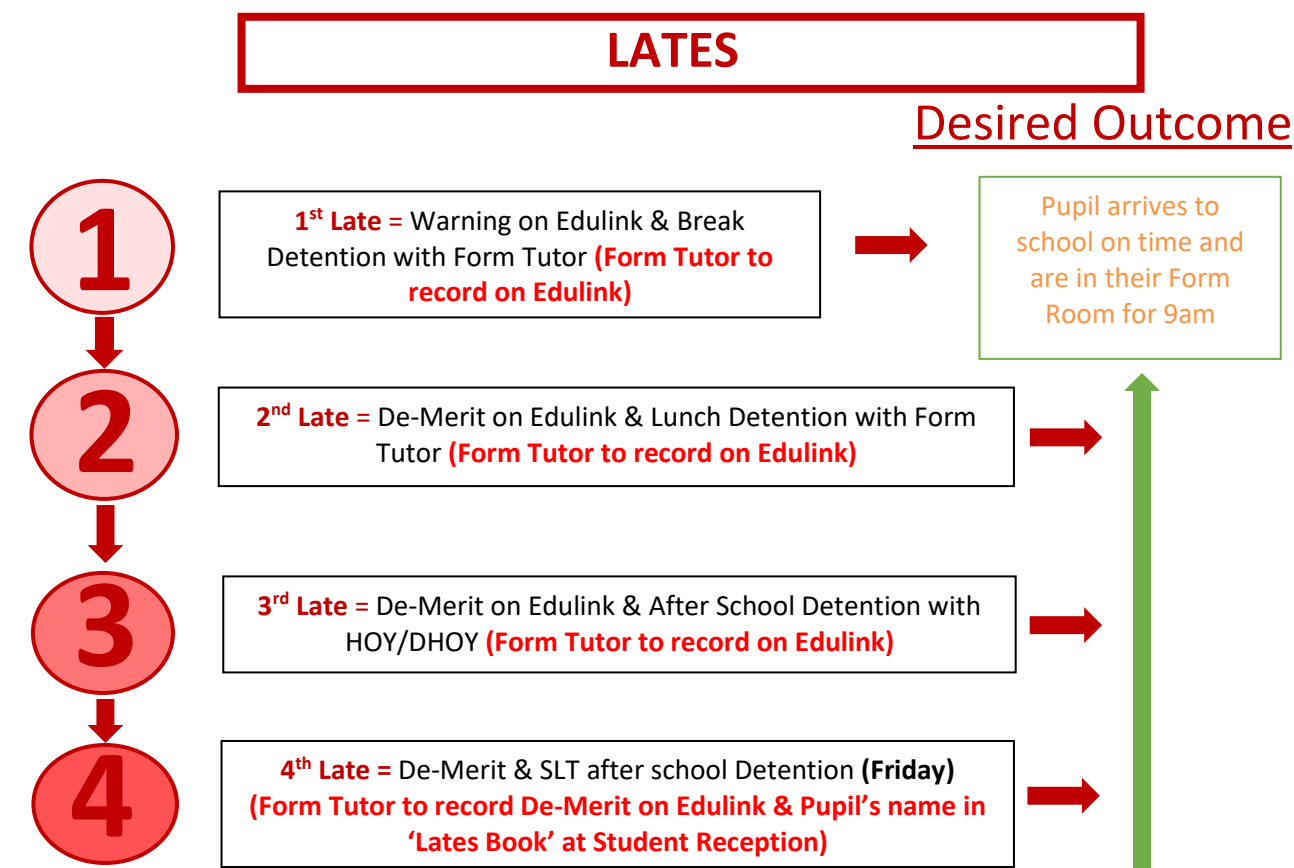 LATES
Desired Outcome
1
1st Late = Warning on Edulink & Break
Detention with Form Tutor (Form Tutor to
record on Edulink)
Pupil arrives to
school on time and
are in their Form
Room for 9am
2
2nd Late = De-Merit on Edulink & Lunch Detention with Form
Tutor (Form Tutor to record on Edulink)
3
3rd Late = De-Merit on Edulink & After School Detention with
HOY/DHOY (Form Tutor to record on Edulink)
4
4th Late = De-Merit & SLT after school Detention (Friday)
(Form Tutor to record De-Merit on Edulink & Pupil’s name in
‘Lates Book’ at Student Reception)